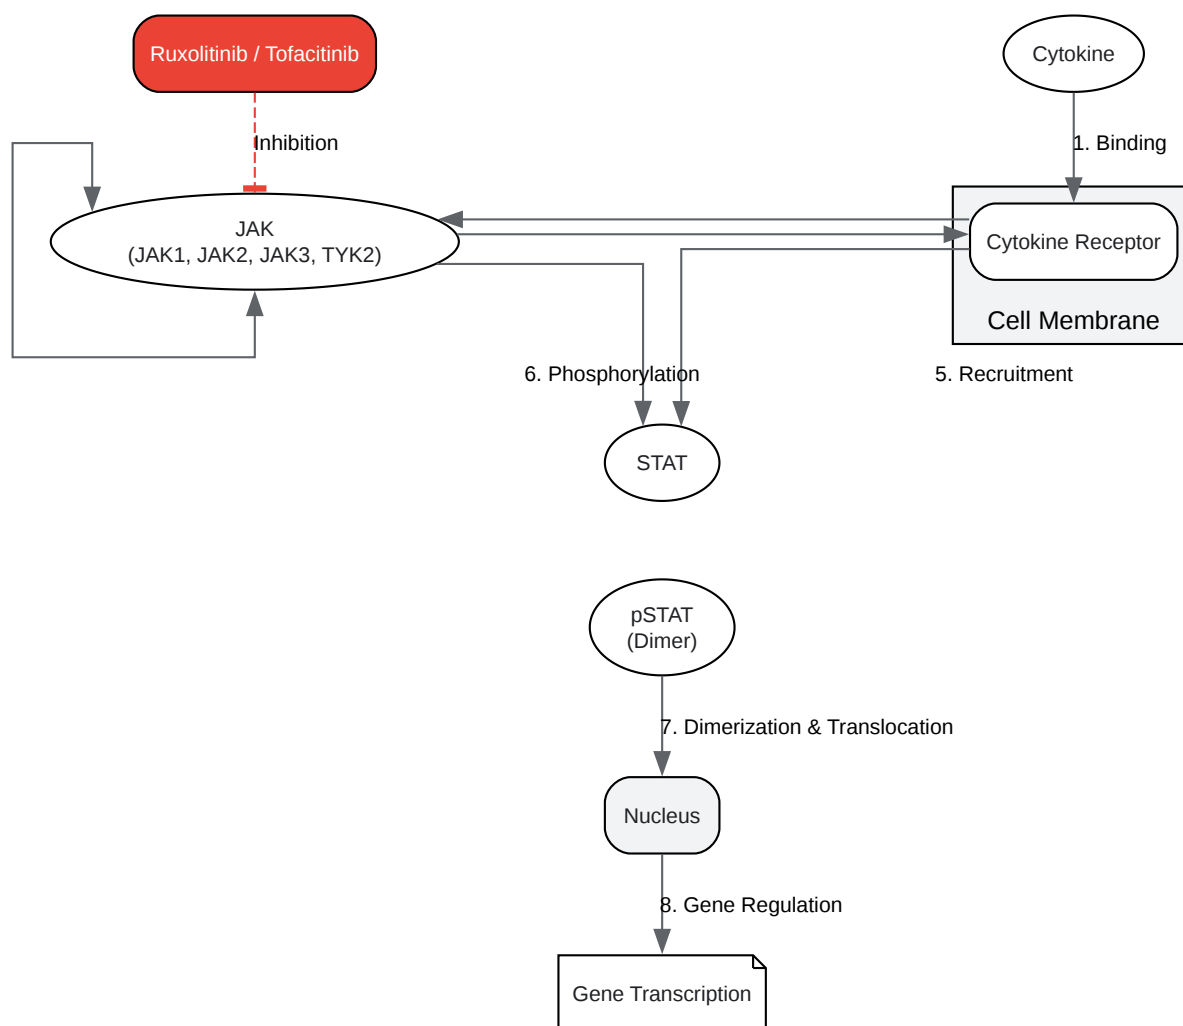 Ruxolitinib / Tofacitinib
Cytokine
Inhibition
1. Binding
JAK
(JAK1, JAK2, JAK3, TYK2)
Cytokine Receptor
Cell Membrane
6. Phosphorylation
5. Recruitment
STAT
pSTAT
(Dimer)
7. Dimerization & Translocation
Nucleus
8. Gene Regulation
Gene Transcription